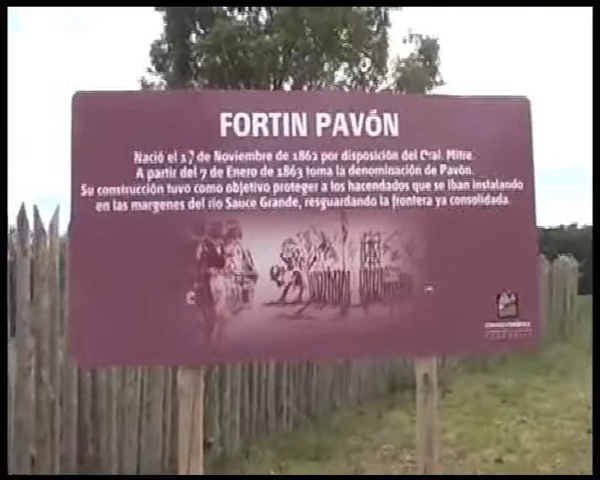 FORTIN PAVÓN
Nació el de Noviembre de 1862 por disposición del Gral. Mitre.
A partir del 7 de Enero de 1863 toma la denominación de Pavón.
Su construcción tuvo como objetivo proteger a los hacendados que se iban instalando
en las margenes del río Sauce Grande, resguardando la frontera ya consolidada.